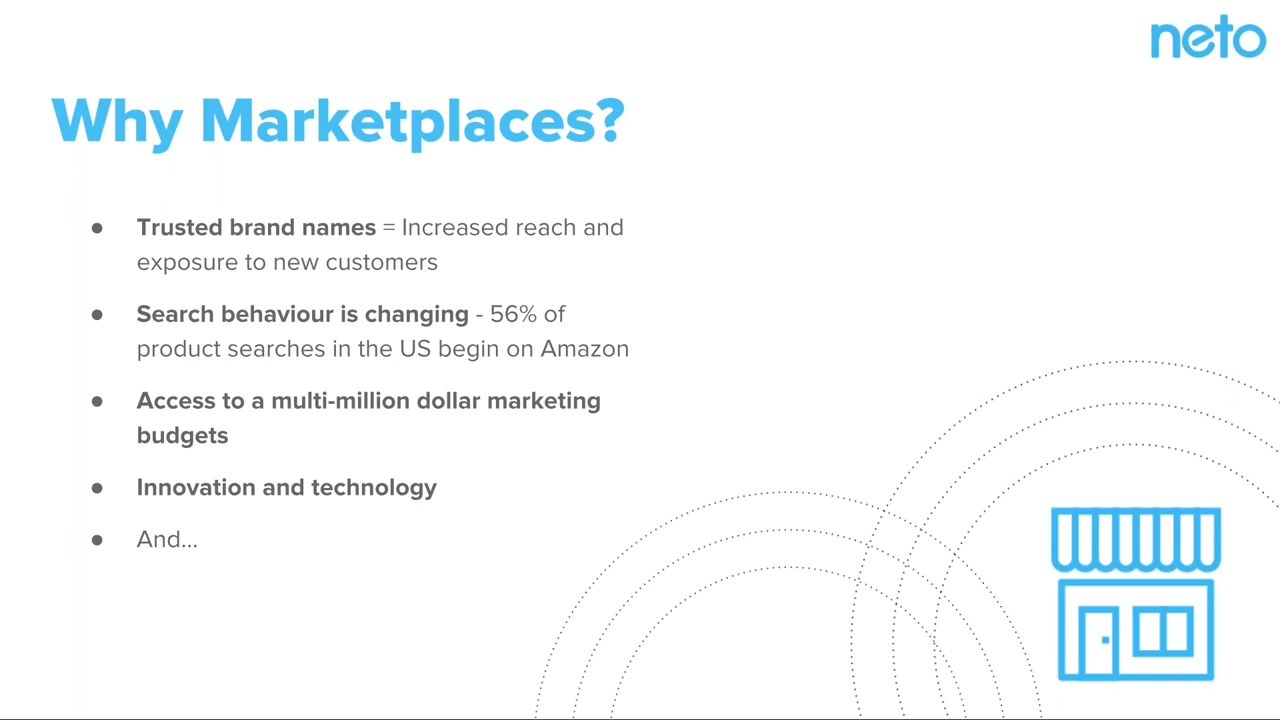 neto
Why Marketplaces?
● Trusted brand names = Increased reach and
exposure to new customers
● Search behaviour is changing - 56% of
product searches in the US begin on Amazon
● Access to a multi-million dollar marketing
budgets
● Innovation and technology
● And...